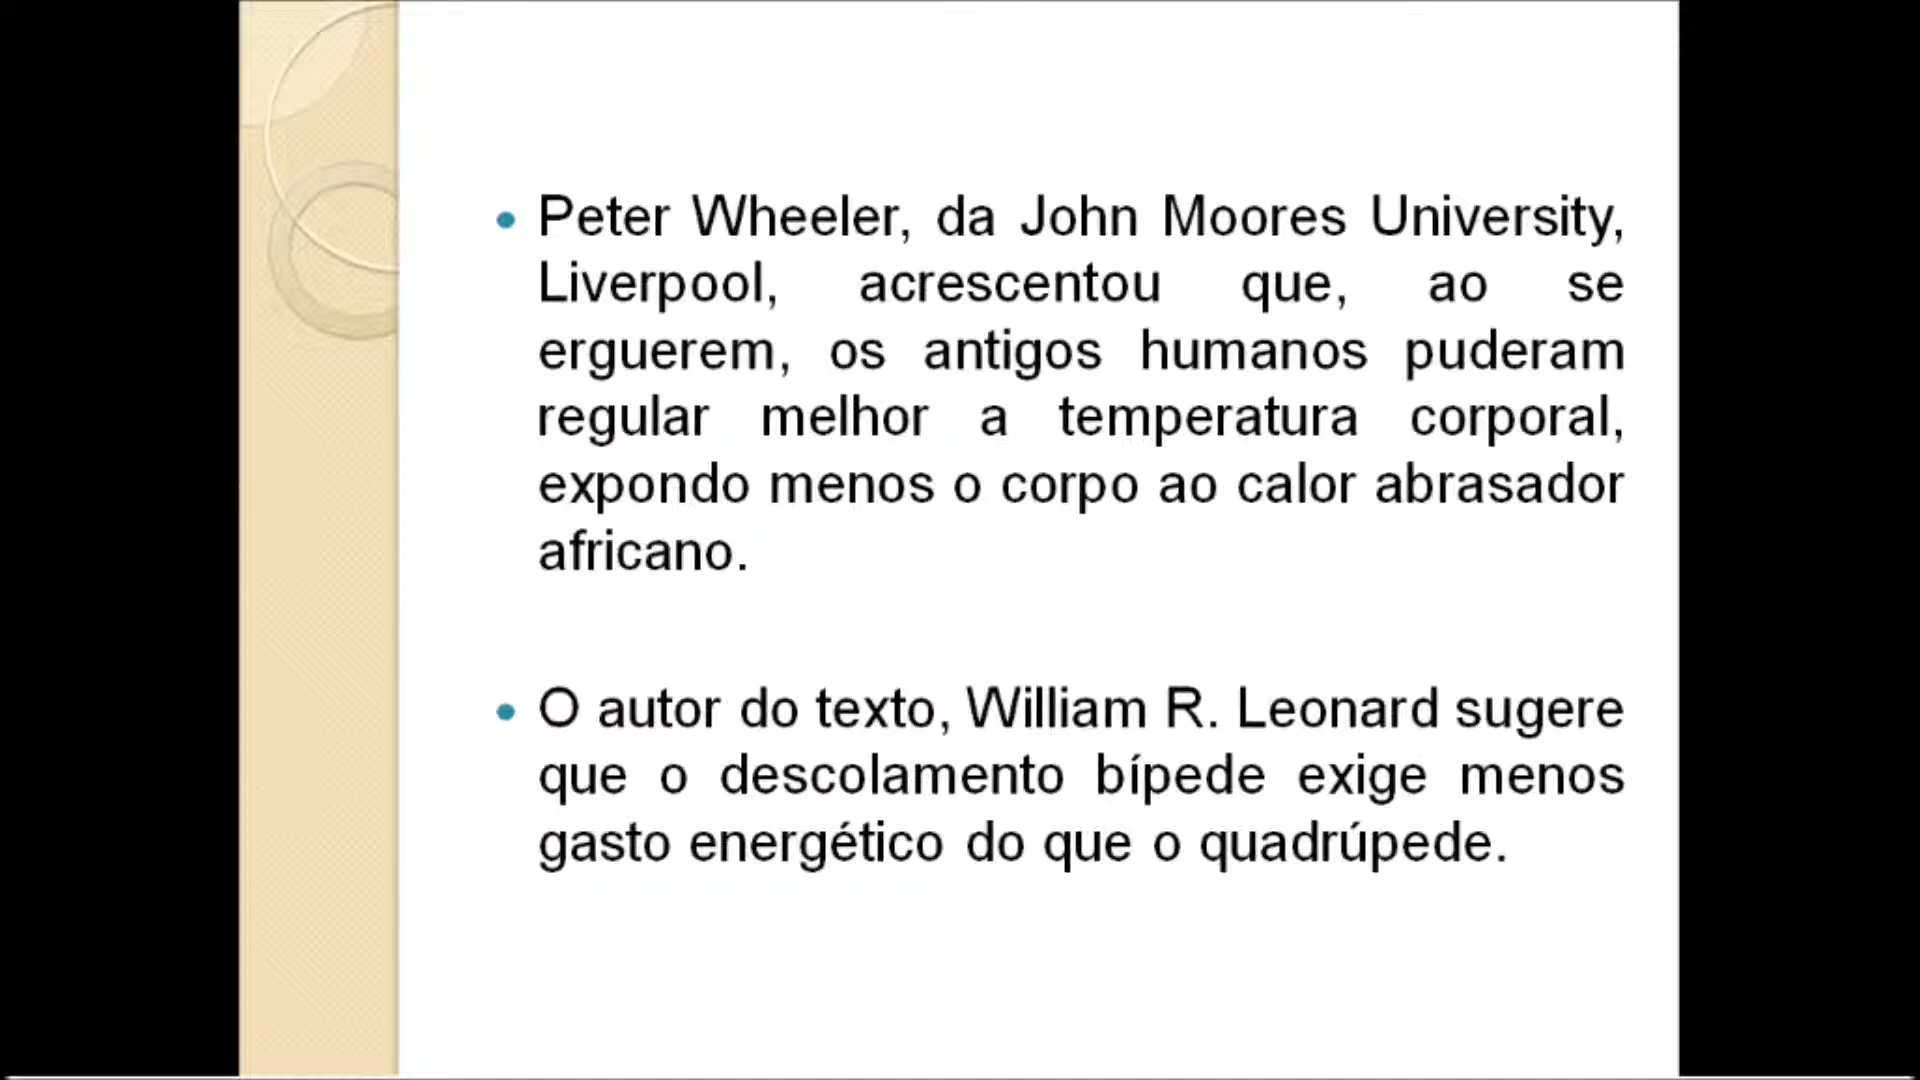 • Peter Wheeler, da John Moores University,
Liverpool, acrescentou que, ao se
erguerem, os antigos humanos puderam
regular melhor a temperatura corporal,
expondo menos o corpo ao calor abrasador
africano.
• O autor do texto, William R. Leonard sugere
que o descolamento bípede exige menos
gasto energético do que o quadrúpede.